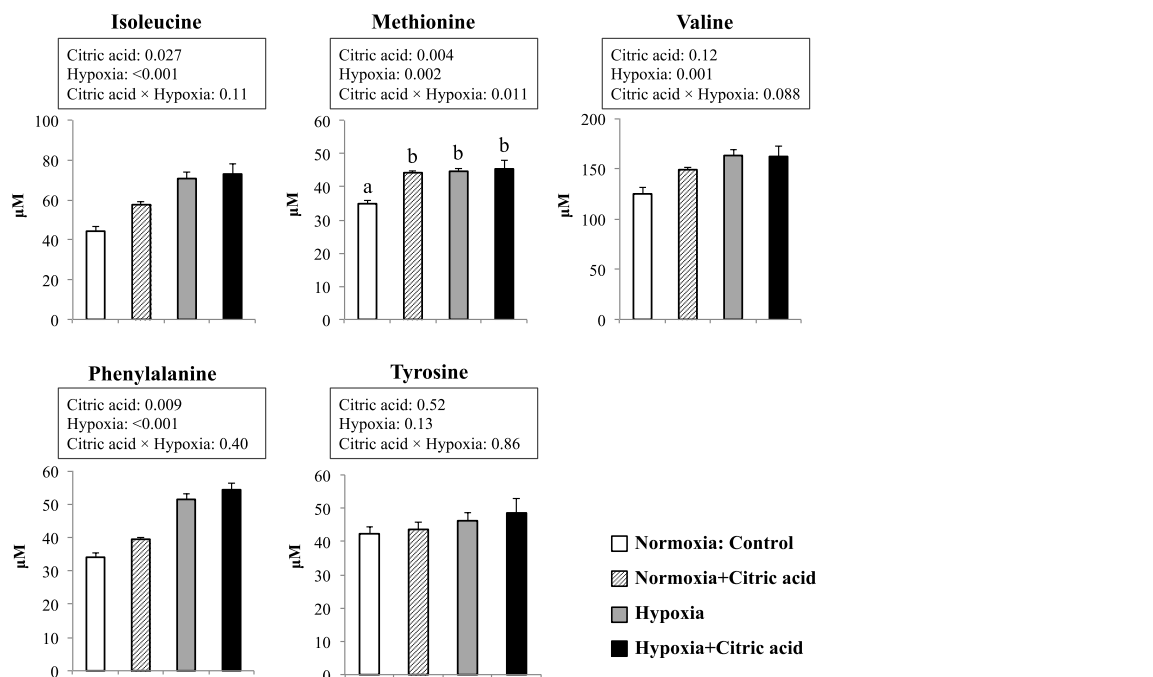 Isoleucine
Citric acid: 0.027
Hypoxia: <0.001
Citric acid × Hypoxia: 0.11
100
80
60
40
20
0
µM
Methionine
Citric acid: 0.004
Hypoxia: 0.002
Citric acid × Hypoxia: 0.011
60
50
40
30
20
10
0
µM
a
b
b
b
Valine
Citric acid: 0.12
Hypoxia: 0.001
Citric acid × Hypoxia: 0.088
200
150
100
50
0
µM
Phenylalanine
Citric acid: 0.009
Hypoxia: <0.001
Citric acid × Hypoxia: 0.40
60
50
40
30
20
10
0
µM
Tyrosine
Citric acid: 0.52
Hypoxia: 0.13
Citric acid × Hypoxia: 0.86
60
50
40
30
20
10
0
µM
Normoxia: Control
Normoxia+Citric acid
Hypoxia
Hypoxia+Citric acid